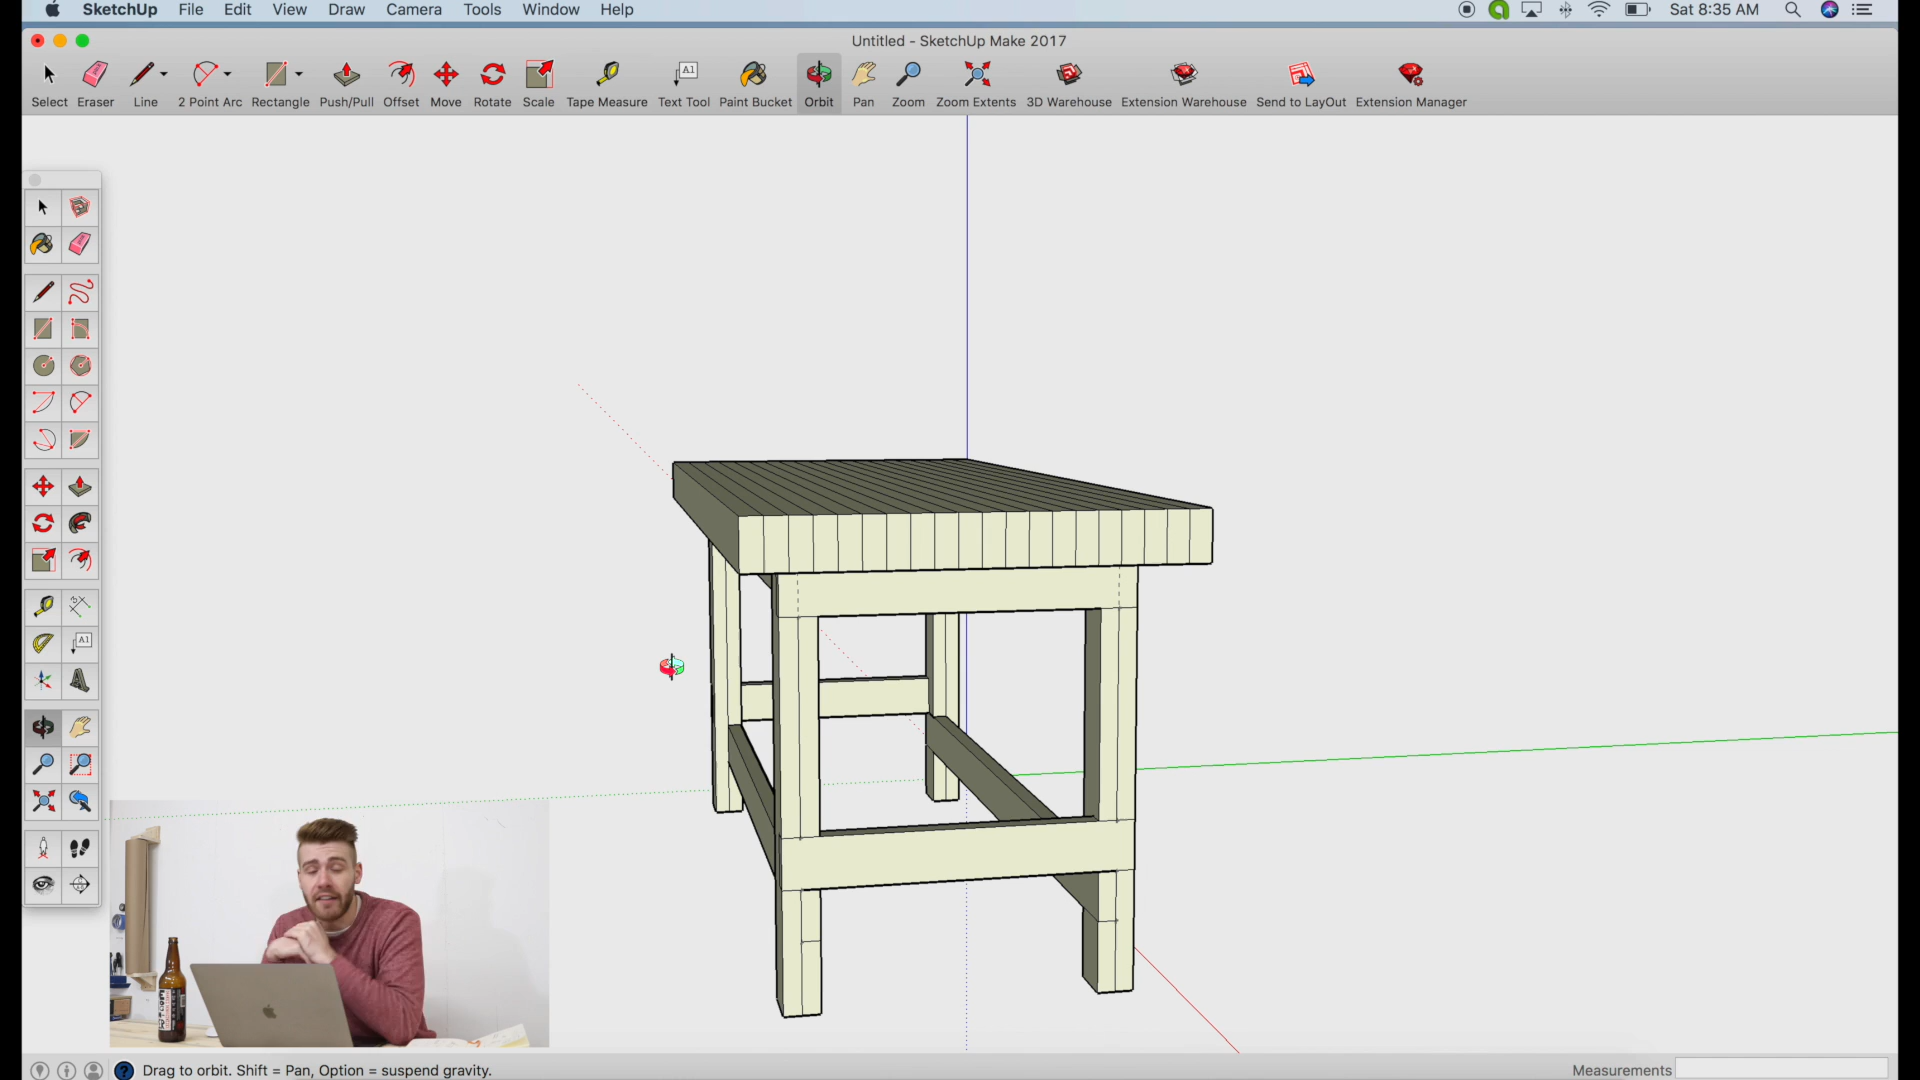 SketchUp File Edit View Draw Camera Tools Window Help Sat 8:35 AM
Untitled - SketchUp Make 2017
A1
Select Eraser Line 2 Point Arc Rectangle Push/Pull Offset Move Rotate Scale Tape Measure Text Tool Paint Bucket Orbit Pan Zoom Zoom Extents 3D Warehouse Extension Warehouse Send to LayOut Extension Manager
A1
Drag to orbit. Shift = Pan, Option = suspend gravity. Measurements